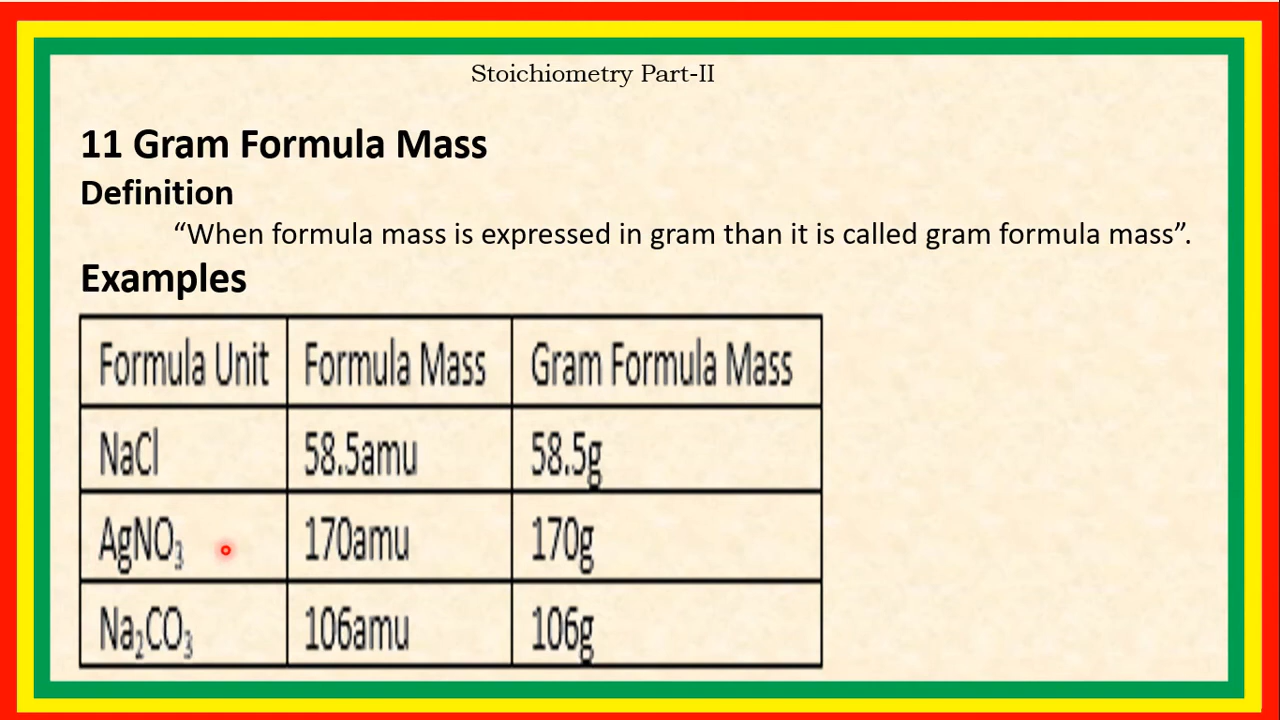 Stoichiometry Part-II
11 Gram Formula Mass
Definition
“When formula mass is expressed in gram than it is called gram formula mass”.
Examples
Formula Unit Formula Mass Gram Formula Mass
NaCl 58.5amu 58.5g
AgNO₃ 170amu 170g
Na₂CO₃ 106amu 106g